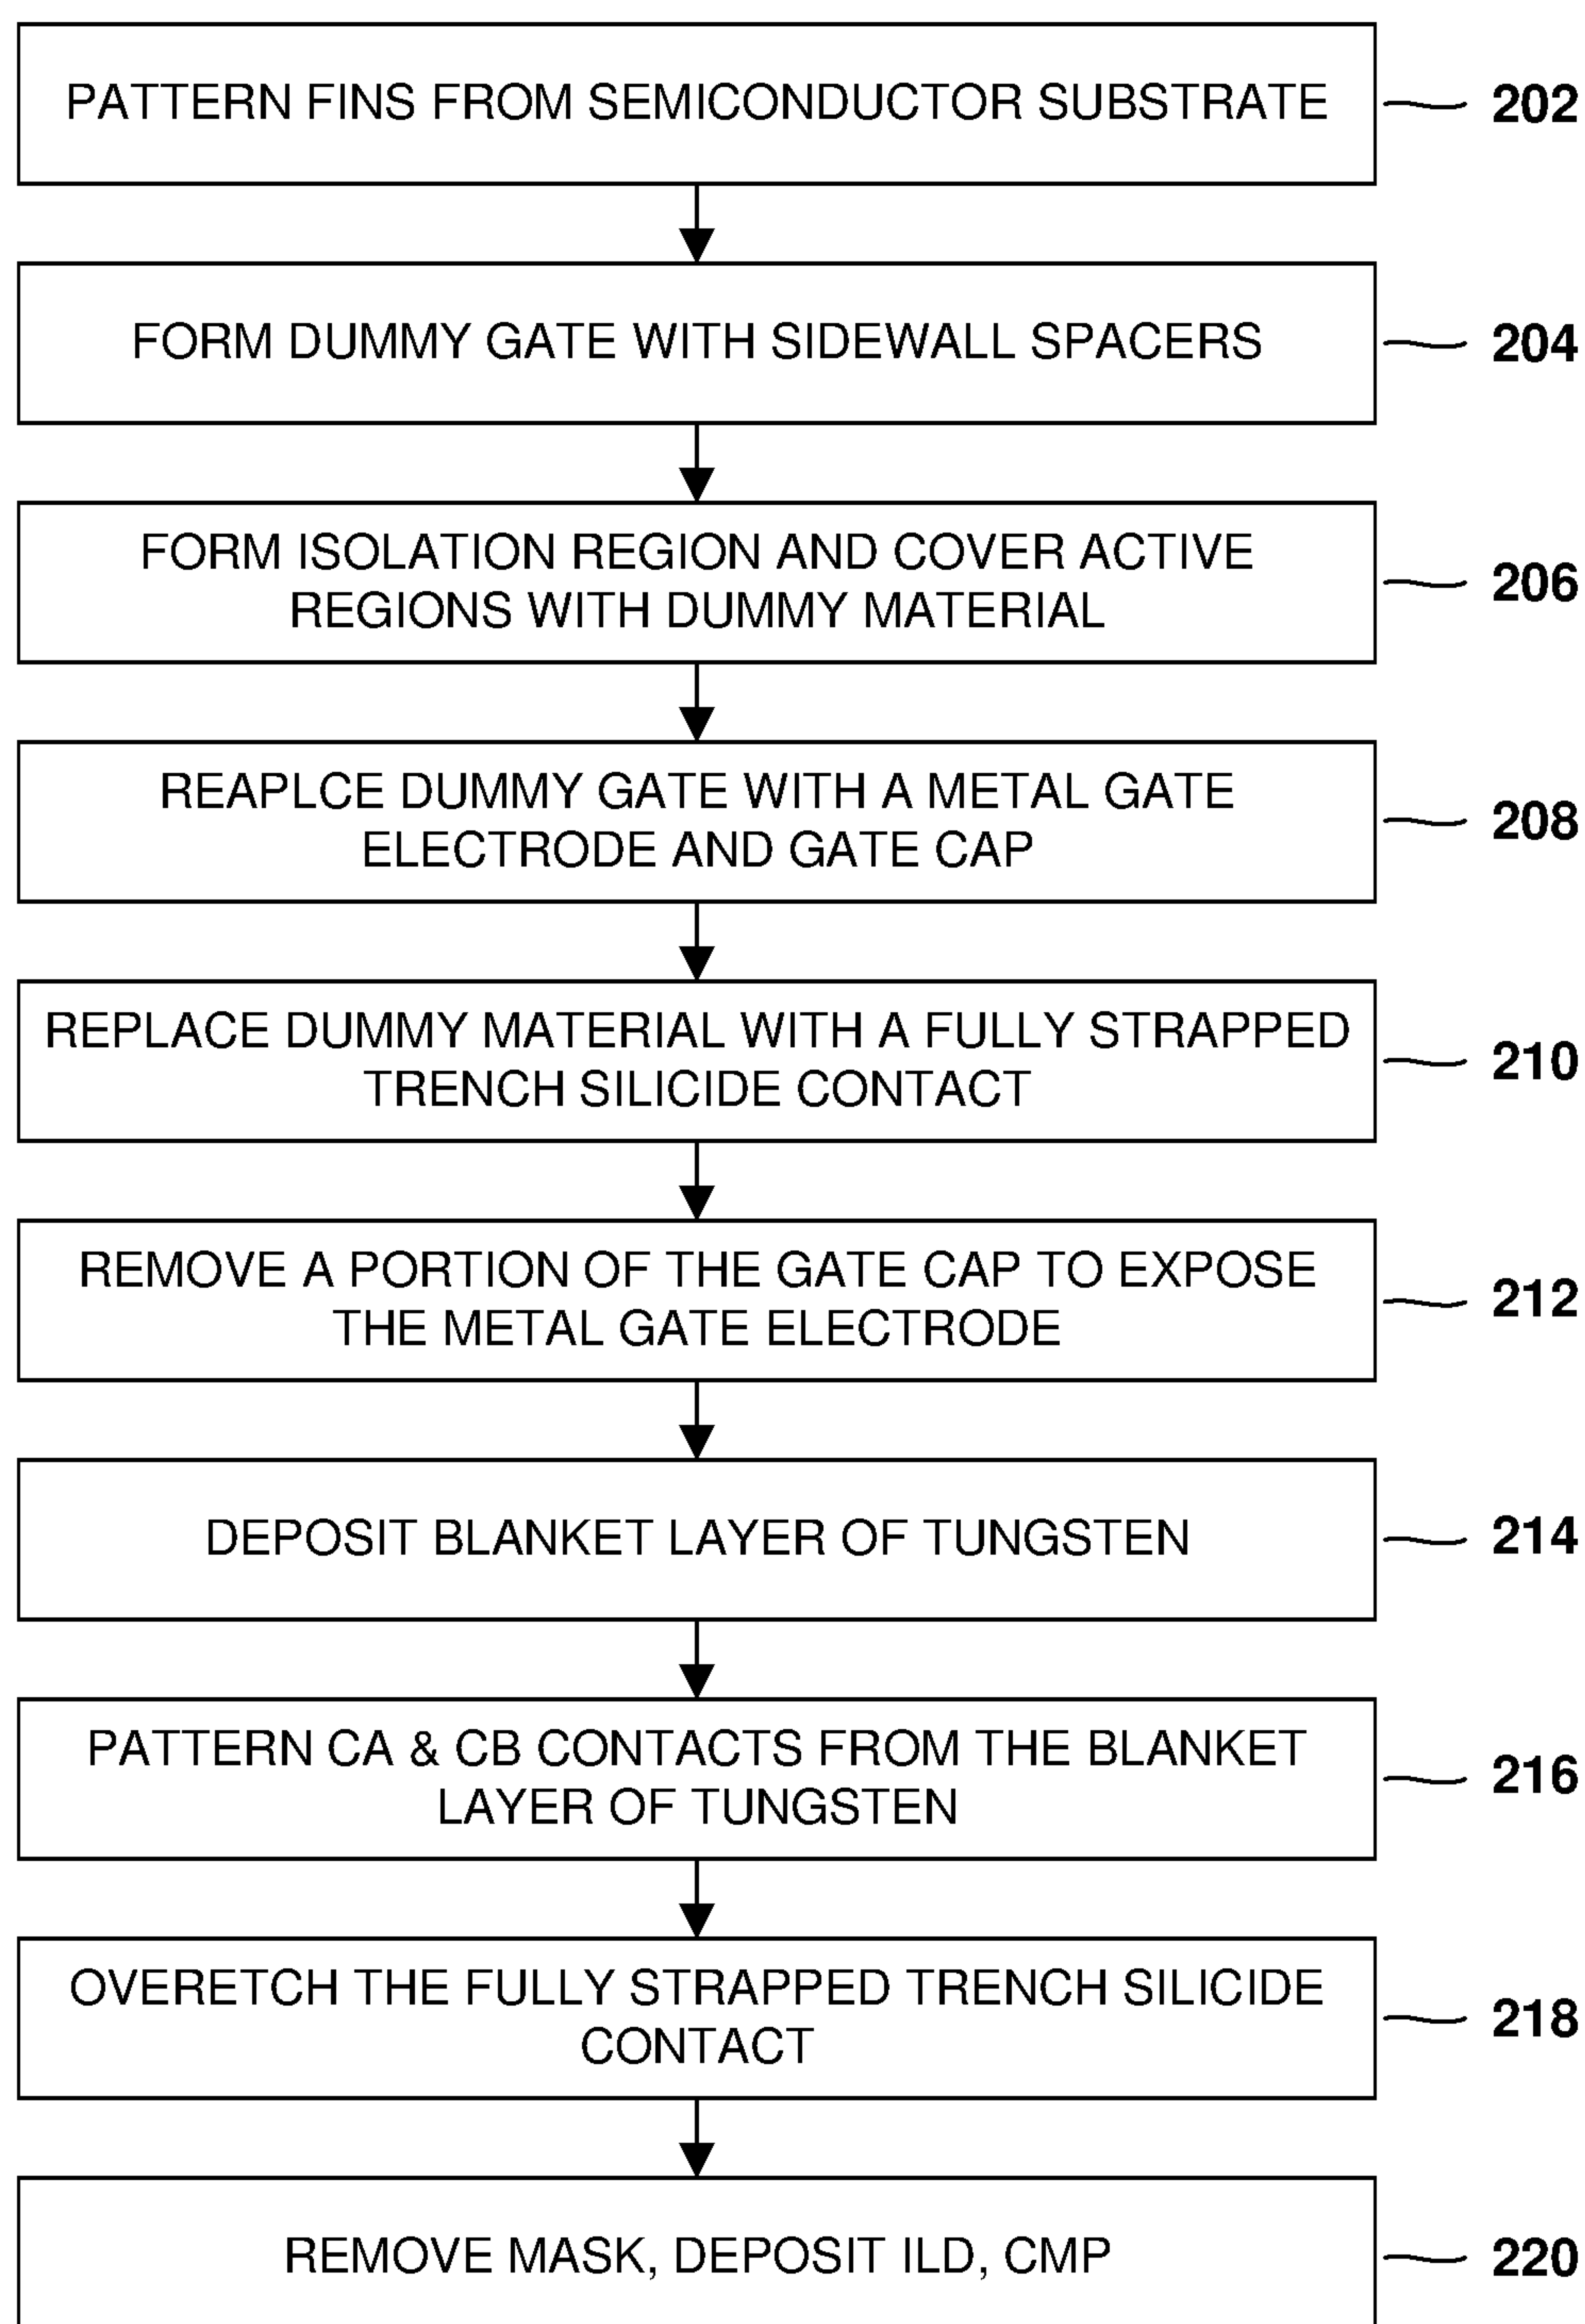 PATTERN FINS FROM SEMICONDUCTOR SUBSTRATE
202
FORM DUMMY GATE WITH SIDEWALL SPACERS
204
FORM ISOLATION REGION AND COVER ACTIVE
REGIONS WITH DUMMY MATERIAL
206
REAPLCE DUMMY GATE WITH A METAL GATE
ELECTRODE AND GATE CAP
208
REPLACE DUMMY MATERIAL WITH A FULLY STRAPPED
TRENCH SILICIDE CONTACT
210
REMOVE A PORTION OF THE GATE CAP TO EXPOSE
THE METAL GATE ELECTRODE
212
DEPOSIT BLANKET LAYER OF TUNGSTEN
214
PATTERN CA & CB CONTACTS FROM THE BLANKET
LAYER OF TUNGSTEN
216
OVERETCH THE FULLY STRAPPED TRENCH SILICIDE
CONTACT
218
REMOVE MASK, DEPOSIT ILD, CMP
220